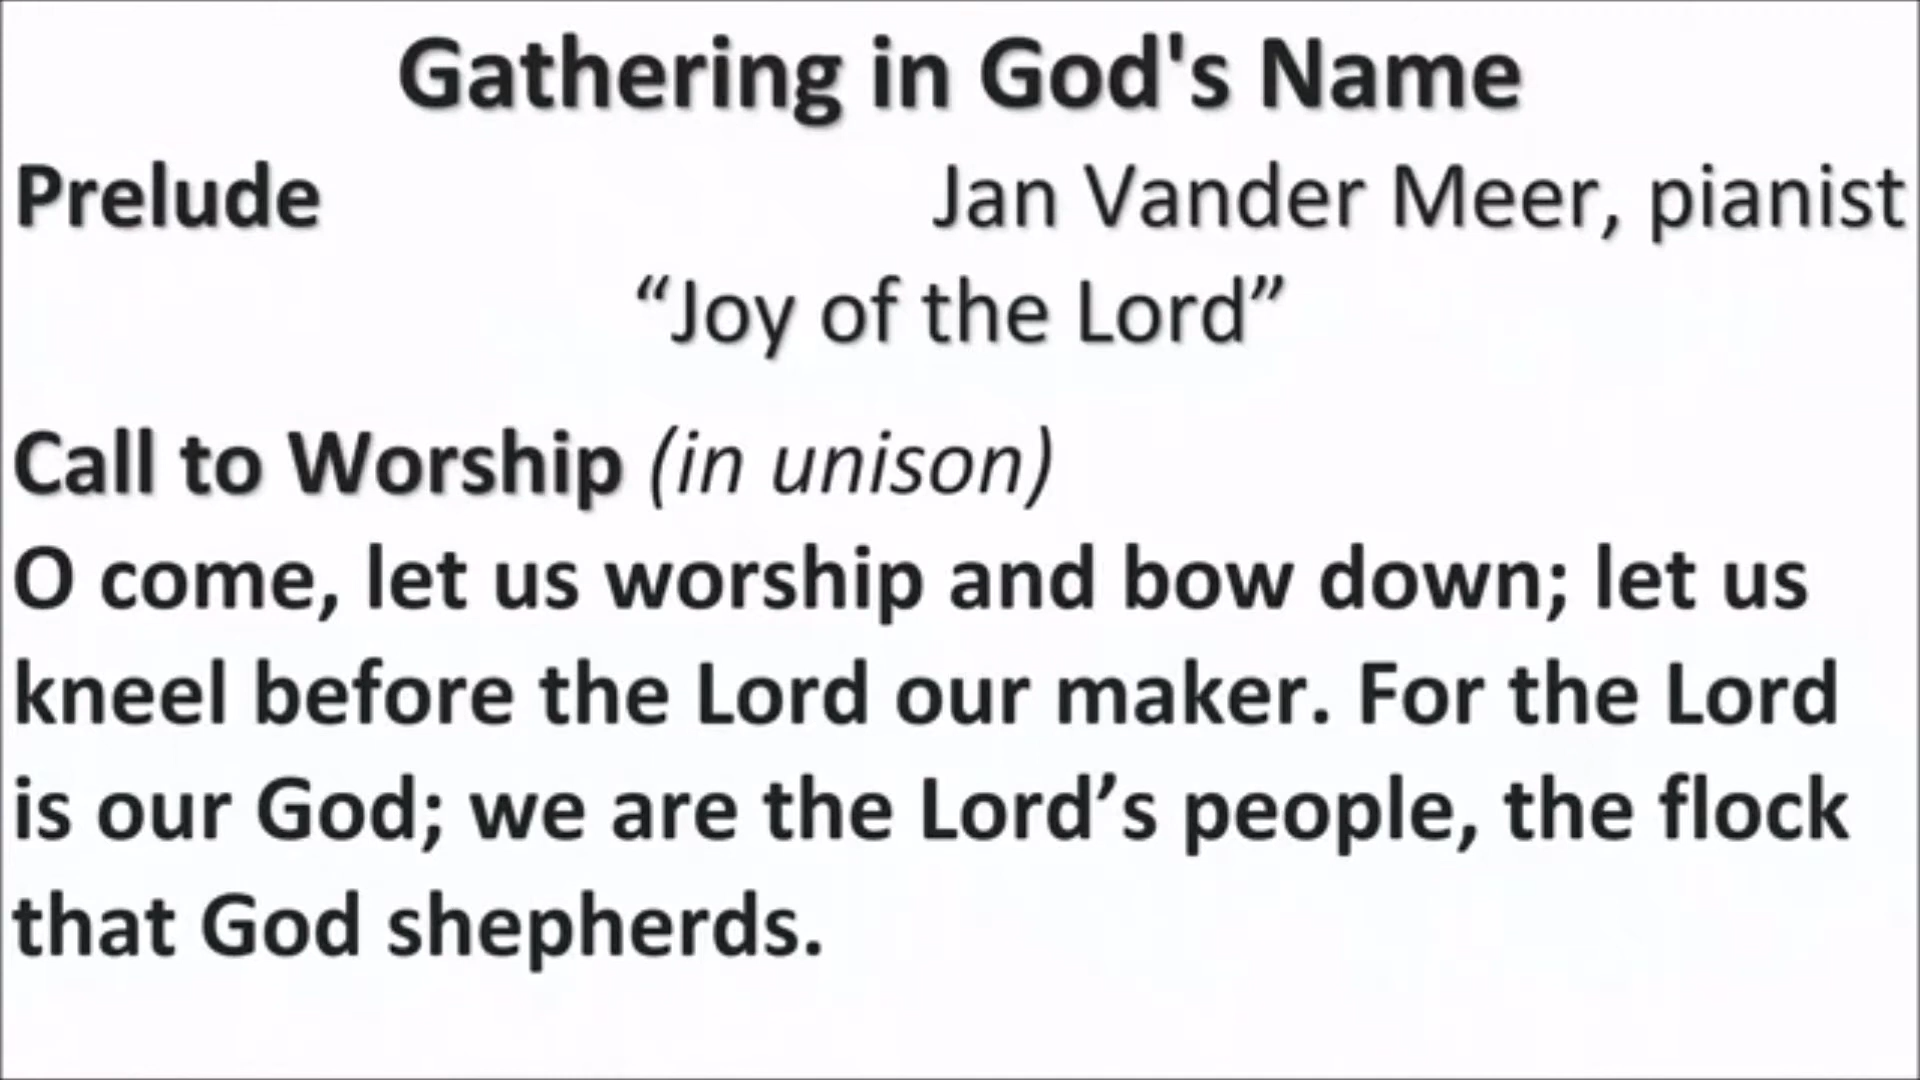 Gathering in God's Name
Prelude Jan Vander Meer, pianist
“Joy of the Lord”
Call to Worship (in unison)
O come, let us worship and bow down; let us
kneel before the Lord our maker. For the Lord
is our God; we are the Lord’s people, the flock
that God shepherds.